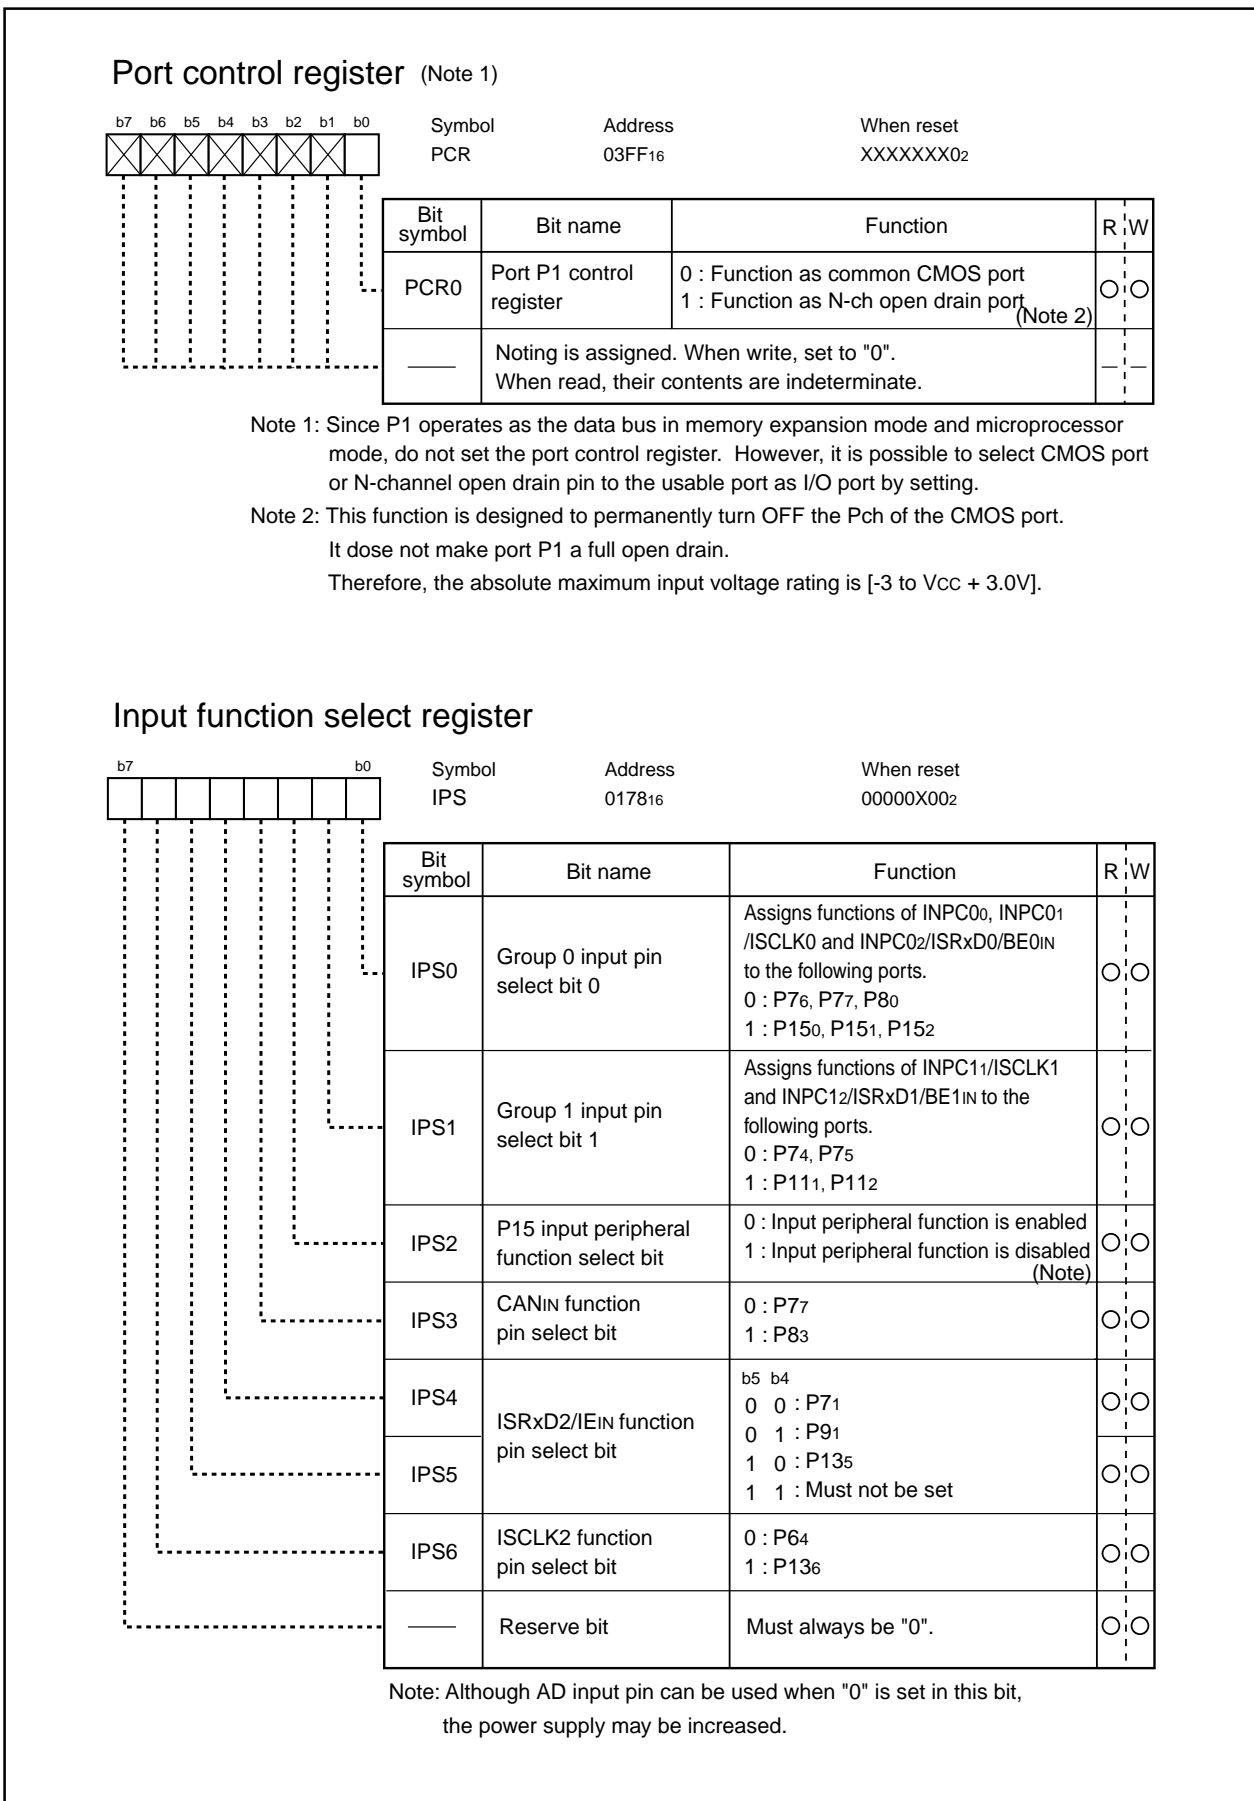 Port control register (Note 1)
b7 b6 b5 b4 b3 b2 b1 b0
Symbol Address When reset
PCR 03FF16 XXXXXXX02
Bit symbol Bit name Function R W
PCR0
Port P1 control
register
0 : Function as common CMOS port
1 : Function as N-ch open drain port
(Note 2)
Noting is assigned. When write, set to "0".
When read, their contents are indeterminate.
Note 1: Since P1 operates as the data bus in memory expansion mode and microprocessor
mode, do not set the port control register. However, it is possible to select CMOS port
or N-channel open drain pin to the usable port as I/O port by setting.
Note 2: This function is designed to permanently turn OFF the Pch of the CMOS port.
It dose not make port P1 a full open drain.
Therefore, the absolute maximum input voltage rating is [-3 to VCC + 3.0V].
Input function select register
b7 b0
Symbol Address When reset
IPS 017816 00000X002
Bit symbol Bit name Function R W
IPS0
Group 0 input pin
select bit 0
Assigns functions of INPC00, INPC01
/ISCLK0 and INPC02/ISRxD0/BE0IN
to the following ports.
0 : P76, P77, P80
1 : P150, P151, P152
IPS1
Group 1 input pin
select bit 1
Assigns functions of INPC11/ISCLK1
and INPC12/ISRxD1/BE1IN to the
following ports.
0 : P74, P75
1 : P111, P112
IPS2
P15 input peripheral
function select bit
0 : Input peripheral function is enabled
1 : Input peripheral function is disabled
(Note)
IPS3
CANIN function
pin select bit
0 : P77
1 : P83
IPS4
IPS5
ISRxD2/IEIN function
pin select bit
b5 b4
0 0 : P71
0 1 : P91
1 0 : P135
1 1 : Must not be set
IPS6
ISCLK2 function
pin select bit
0 : P64
1 : P136
Reserve bit
Must always be "0".
Note: Although AD input pin can be used when "0" is set in this bit,
the power supply may be increased.